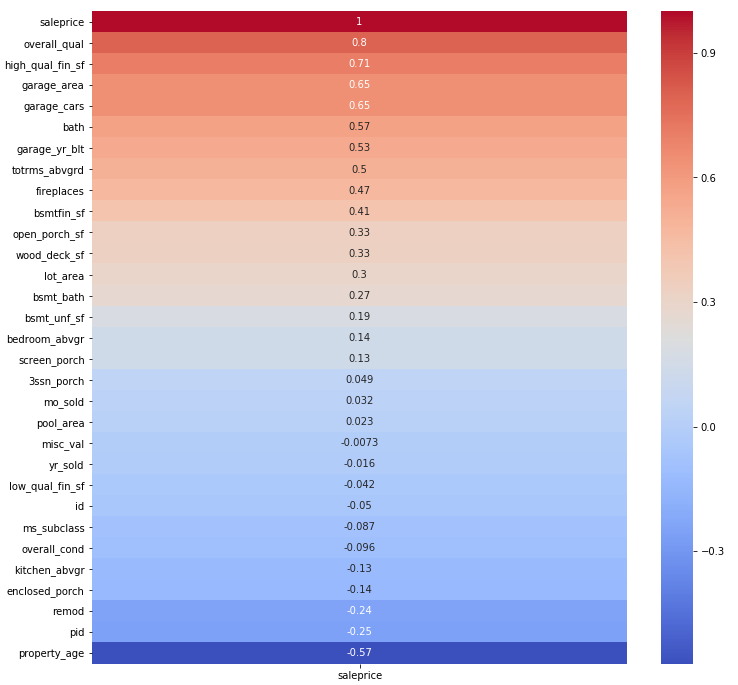 saleprice 1
overall_qual 0.8
high_qual_fin_sf 0.71
garage_area 0.65
garage_cars 0.65
bath 0.57
garage_yr_blt 0.53
totrms_abvgrd 0.5
fireplaces 0.47
bsmtfin_sf 0.41
open_porch_sf 0.33
wood_deck_sf 0.33
lot_area 0.3
bsmt_bath 0.27
bsmt_unf_sf 0.19
bedroom_abvgr 0.14
screen_porch 0.13
3ssn_porch 0.049
mo_sold 0.032
pool_area 0.023
misc_val -0.0073
yr_sold -0.016
low_qual_fin_sf -0.042
id -0.05
ms_subclass -0.087
overall_cond -0.096
kitchen_abvgr -0.13
enclosed_porch -0.14
remod -0.24
pid -0.25
property_age -0.57
saleprice
0.9
0.6
0.3
0.0
−0.3